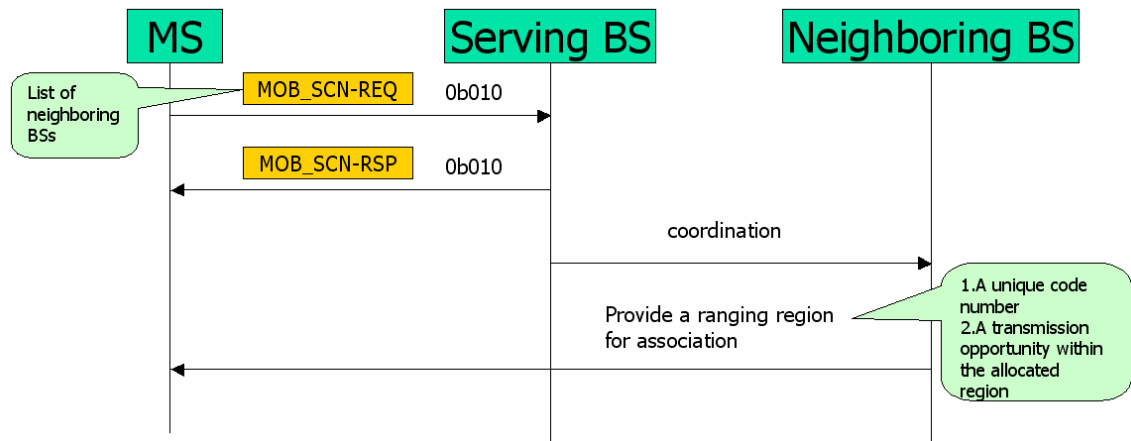 MS
Serving BS
Neighboring BS
List of
neighboring
BSs
MOB_SCN-REQ
0b010
MOB_SCN-RSP
0b010
coordination
Provide a ranging region
for association
1.A unique code
number
2.A transmission
opportunity within
the allocated
region